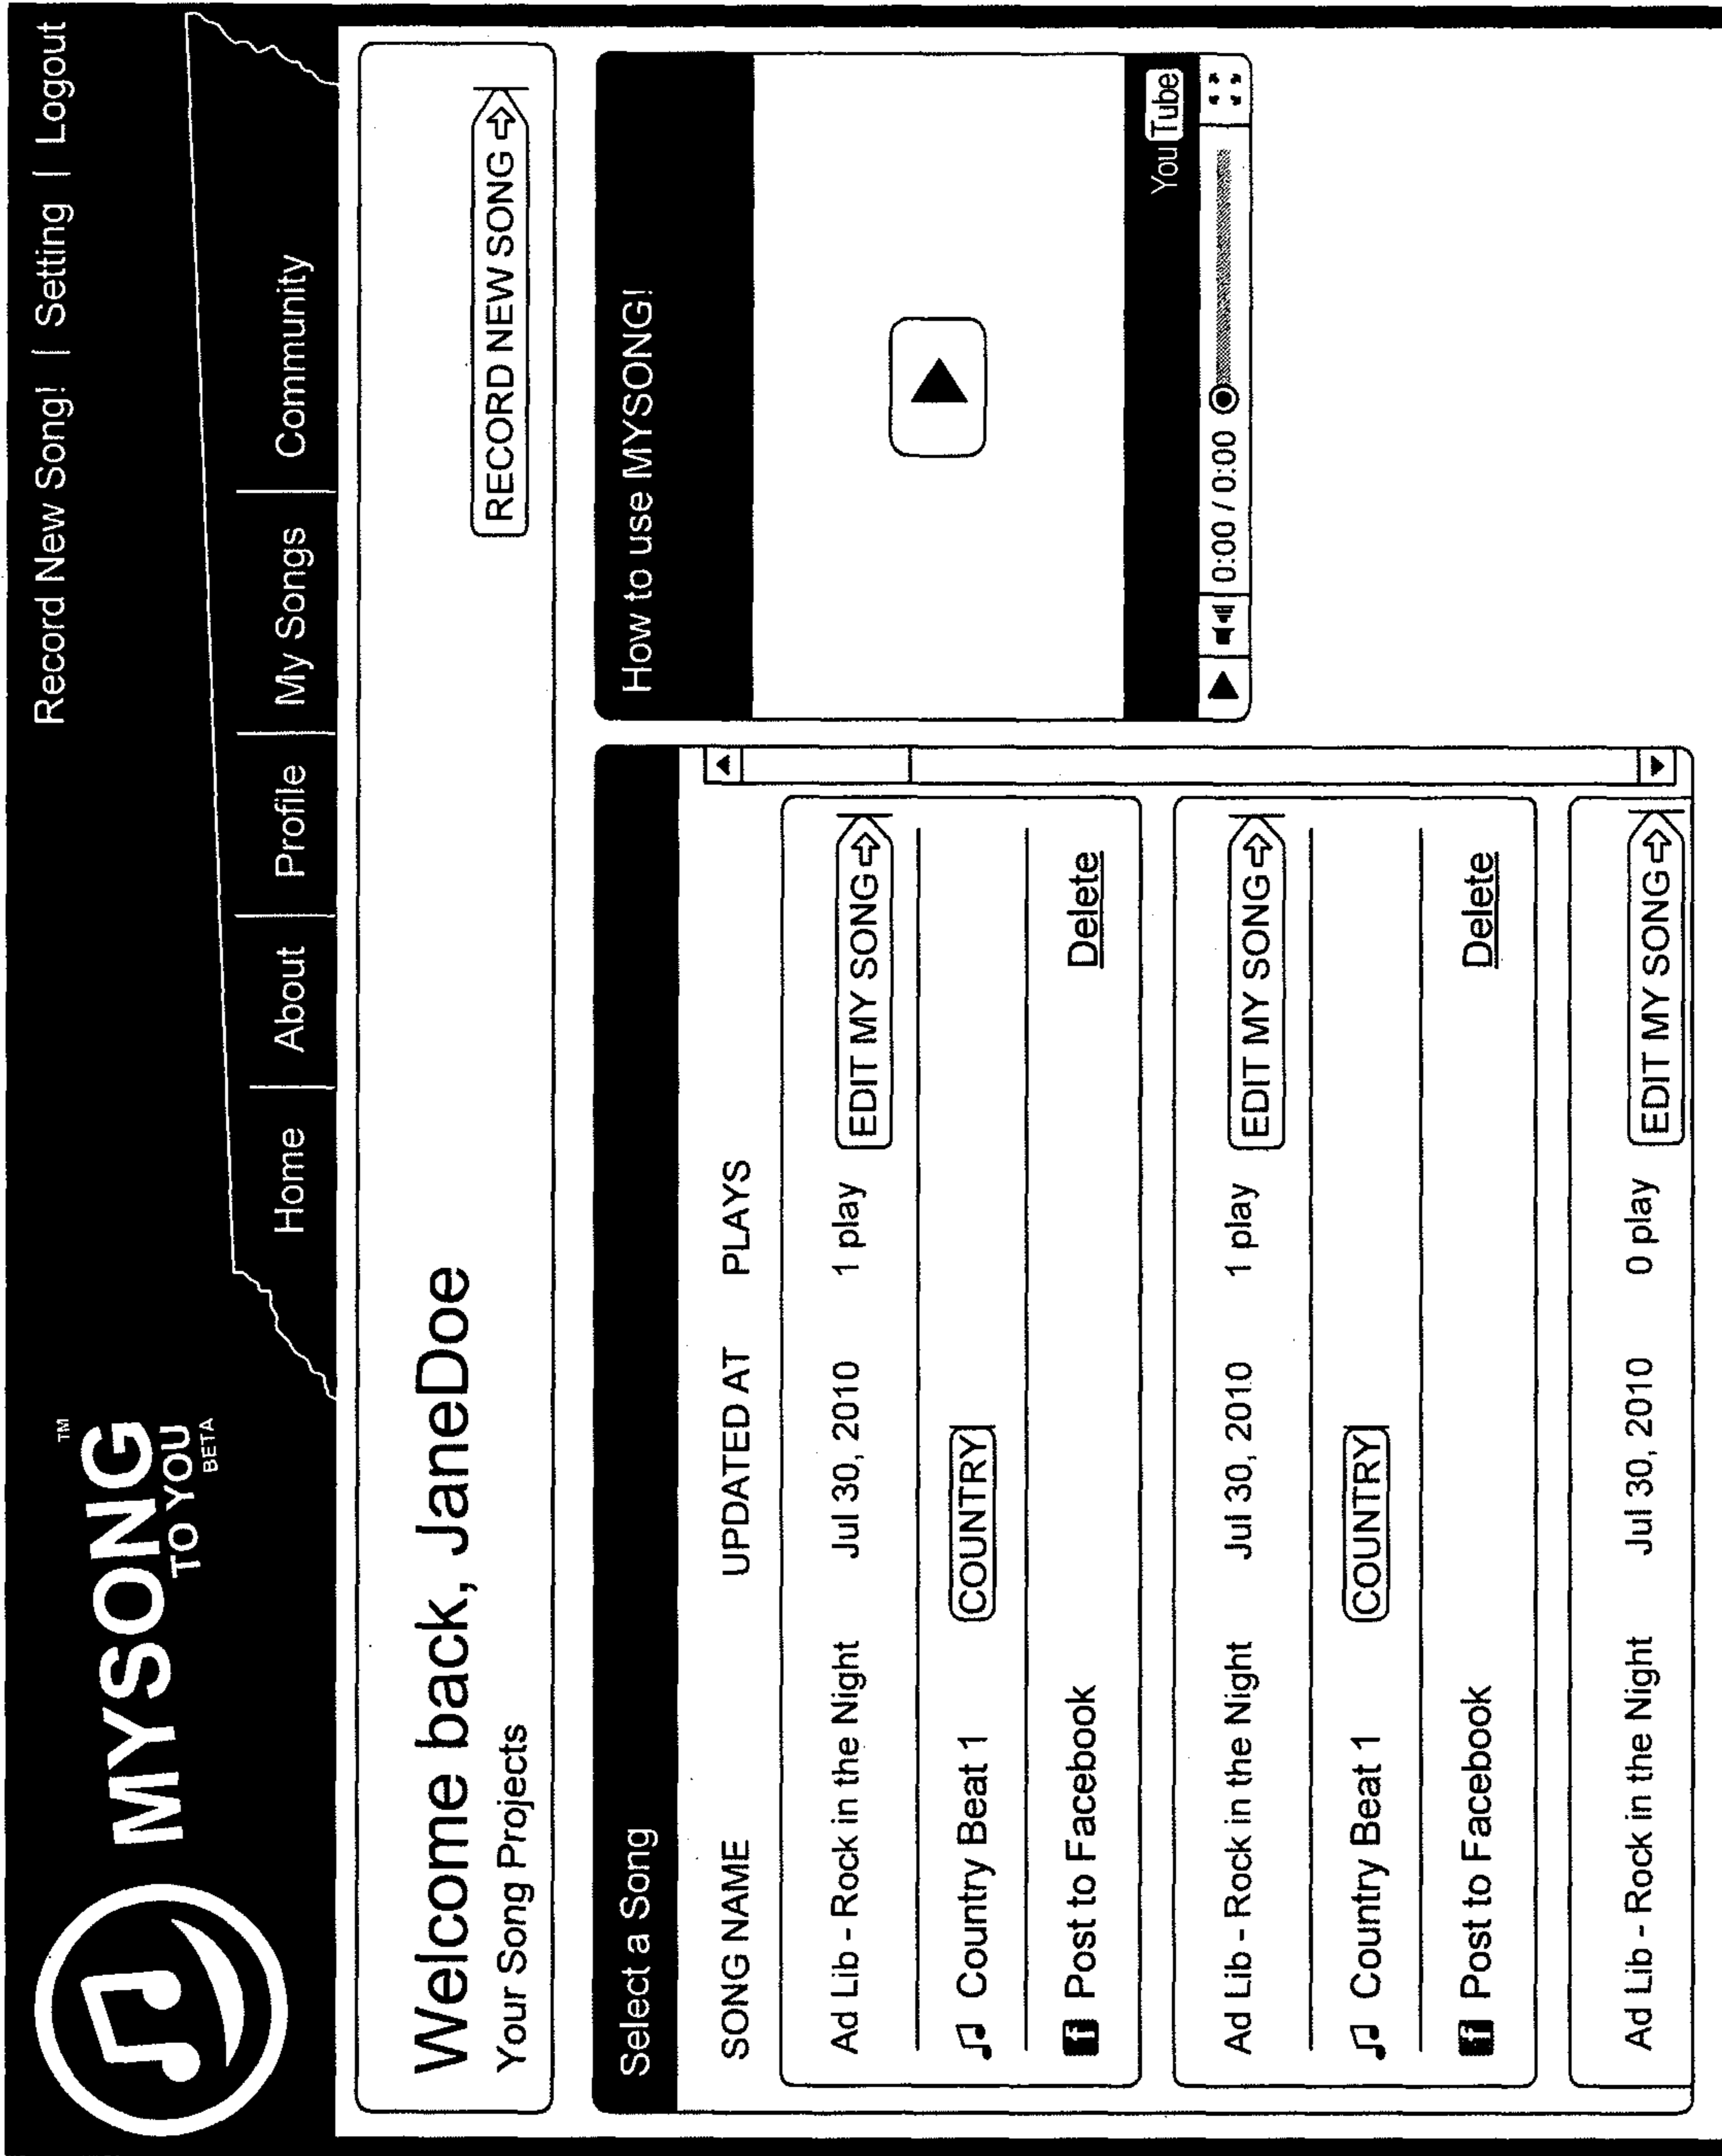 Record New Song! | Setting | Logout
MYSONG™
TO YOU
BETA
Home | About | Profile | My Songs | Community
Welcome back, JaneDoe
Your Song Projects
RECORD NEW SONG
Select a Song
SONG NAME UPDATED AT PLAYS
Ad Lib - Rock in the Night Jul 30, 2010 1 play EDIT MY SONG
Country Beat 1 COUNTRY
f Post to Facebook Delete
Ad Lib - Rock in the Night Jul 30, 2010 1 play EDIT MY SONG
Country Beat 1 COUNTRY
f Post to Facebook Delete
Ad Lib - Rock in the Night Jul 30, 2010 0 play EDIT MY SONG
How to use MYSONG!
YouTube
0:00 / 0:00